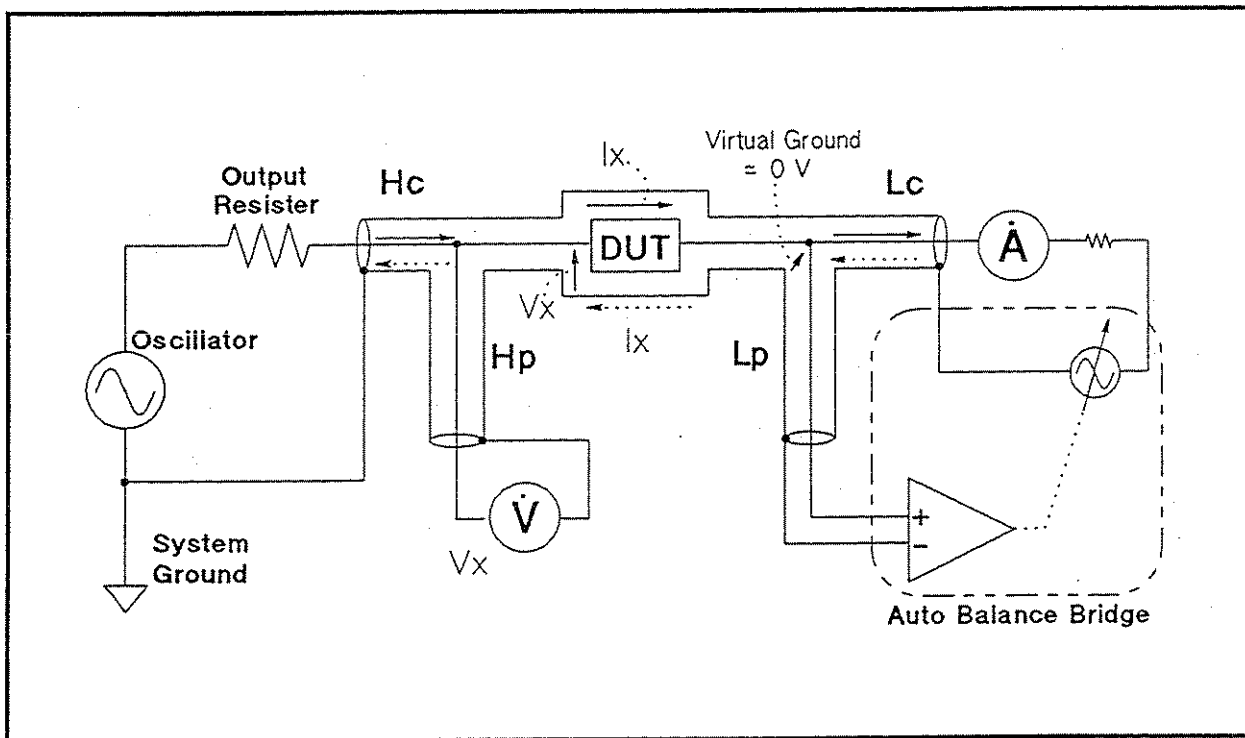 Ix
Virtual Ground
≈ 0 V
Output
Resister
Hc
Lc
DUT
A
Vx
Ix
Oscillator
Hp
Lp
V
Vx
+
−
System
Ground
Auto Balance Bridge